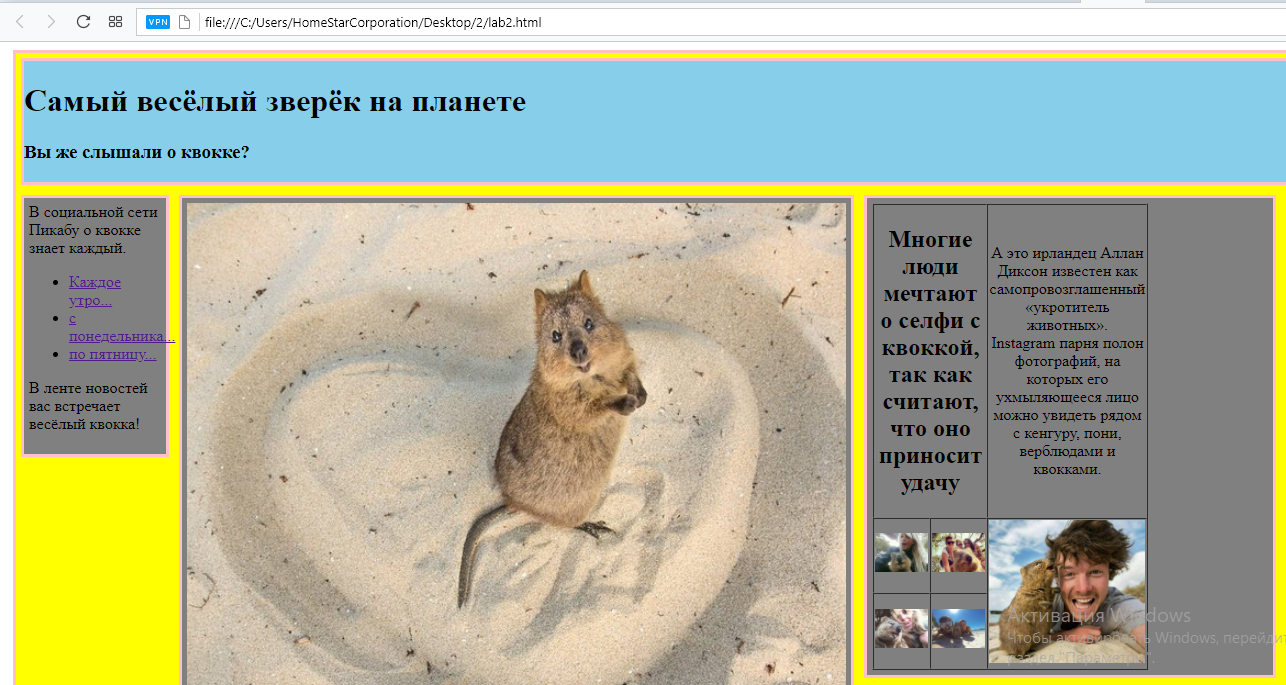 VPN
file:///C:/Users/HomeStarCorporation/Desktop/2/lab2.html
Самый весёлый зверёк на планете
Вы же слышали о квокке?
В социальной сети
Пикабу о квокке
знает каждый.
Каждое
утро...
с
понедельника...
по пятницу...
В ленте новостей
вас встречает
весёлый квокка!
Многие
люди
мечтают
о селфи с
квоккой,
так как
считают,
что оно
приносит
удачу
А это ирландец Аллан
Диксон известен как
самопровозглашенный
«укротитель
животных».
Instagram парня полон
фотографий, на
которых его
ухмыляющееся лицо
можно увидеть рядом
с кенгуру, пони,
верблюдами и
квокками.
Активация Windows
Чтобы активировать Windows, перейдит
раздел "Параметры".